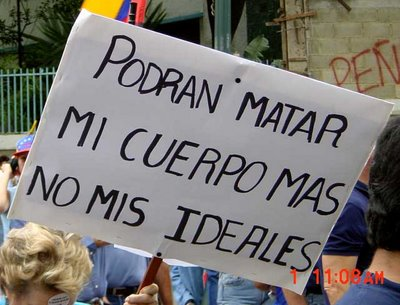 PODRAN MATAR
MI CUERPO MAS
NO MIS IDEALES
1 11:08AM